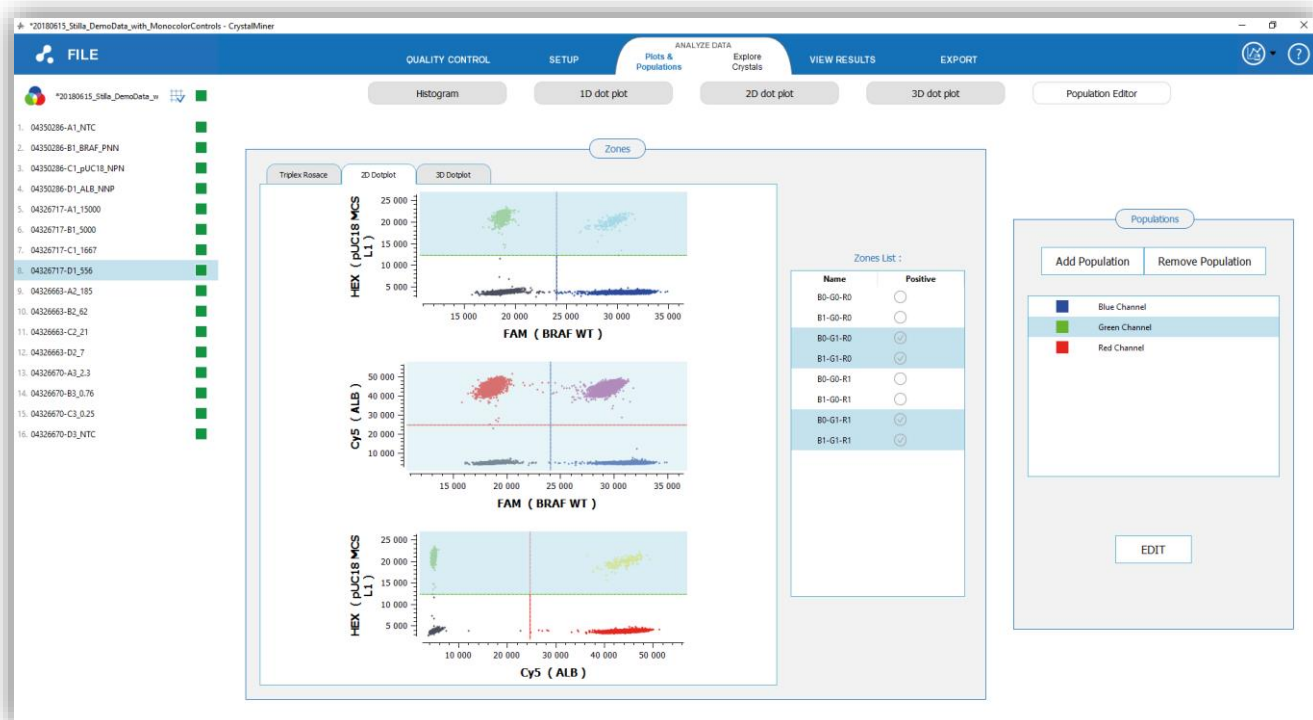 *20180615_Stilla_DemoData_with_MonocolorControls - CrystalMiner
FILE
QUALITY CONTROL
SETUP
ANALYZE DATA
Plots & Populations
Explore Crystals
VIEW RESULTS
EXPORT
?
*20180615_Stilla_DemoData_
Histogram
1D dot plot
2D dot plot
3D dot plot
Population Editor
1. 04350286-A1_NTC
2. 04350286-B1_BRAF_PNN
3. 04350286-C1_pUC18_NPN
4. 04350286-D1_ALB_NNP
5. 04326717-A1_15000
6. 04326717-B1_5000
7. 04326717-C1_1667
8. 04326717-D1_556
9. 04326663-A2_185
10. 04326663-B2_62
11. 04326663-C2_21
12. 04326663-D2_7
13. 04326670-A3_2.3
14. 04326670-B3_0.76
15. 04326670-C3_0.25
16. 04326670-D3_NTC
Zones
Triplex Rosace
2D Dotplot
3D Dotplot
HEX ( pUC18 MCS
L1 )
25 000
20 000
15 000
10 000
5 000
15 000 20 000 25 000 30 000 35 000
FAM ( BRAF WT )
Cy5 ( ALB )
50 000
40 000
30 000
20 000
10 000
15 000 20 000 25 000 30 000 35 000
FAM ( BRAF WT )
HEX ( pUC18 MCS
L1 )
25 000
20 000
15 000
10 000
5 000
10 000 20 000 30 000 40 000 50 000
Cy5 ( ALB )
Zones List :
Name Positive
B0-G0-R0
B1-G0-R0
B0-G1-R0
B1-G1-R0
B0-G0-R1
B1-G0-R1
B0-G1-R1
B1-G1-R1
Populations
Add Population
Remove Population
Blue Channel
Green Channel
Red Channel
EDIT